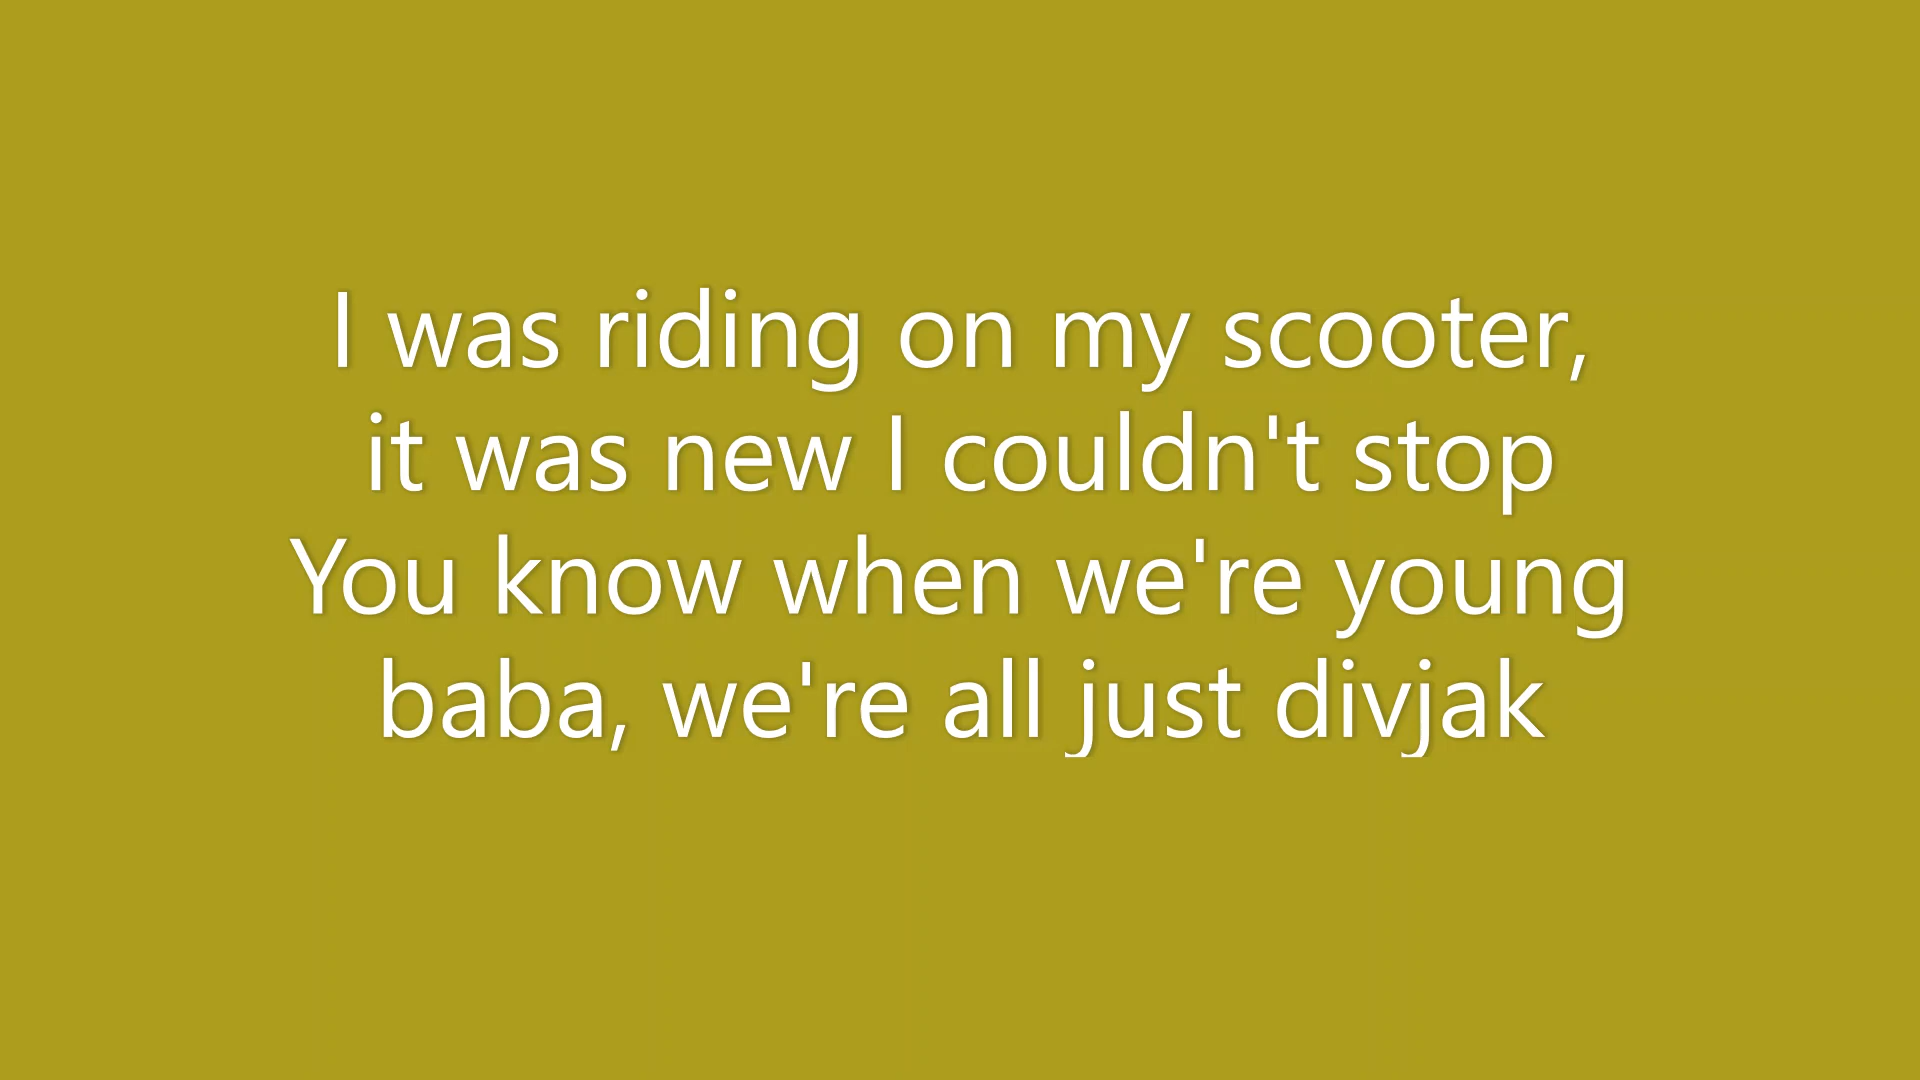 I was riding on my scooter,
it was new I couldn't stop
You know when we're young
baba, we're all just divjak